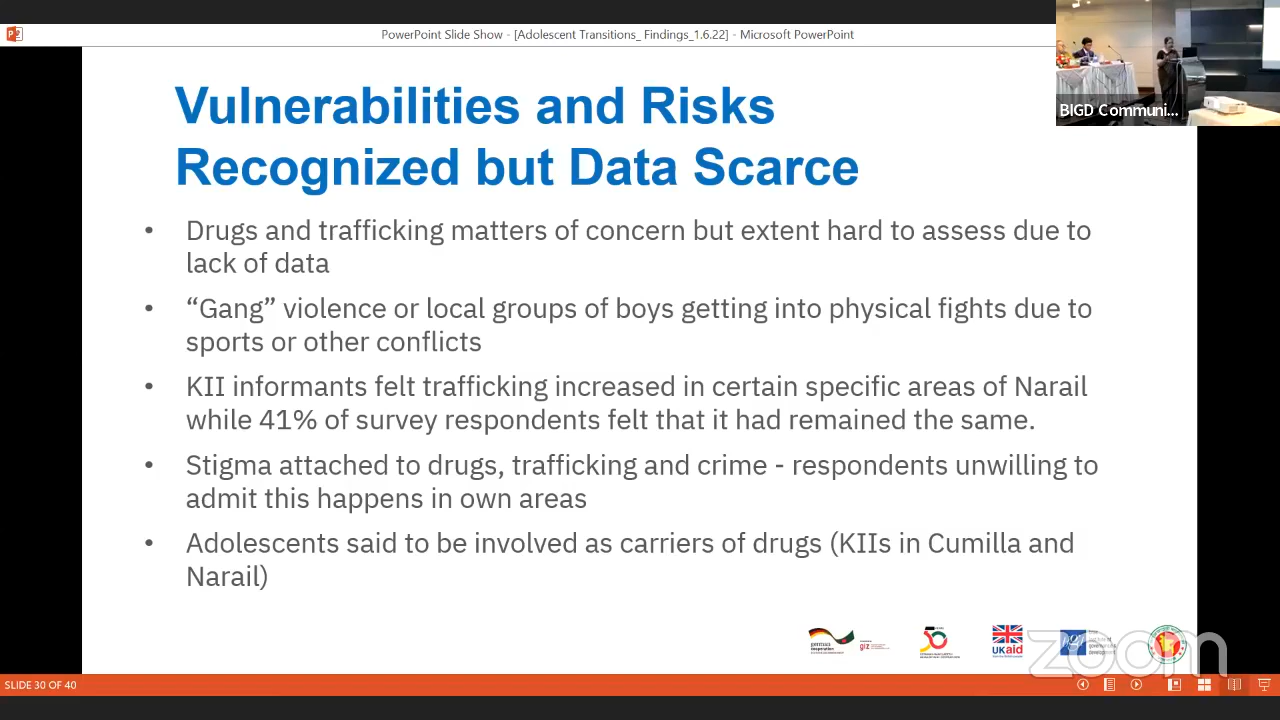 PowerPoint Slide Show - [Adolescent Transitions_ Findings_1.6.22] - Microsoft PowerPoint
BIGD Communi...
Vulnerabilities and Risks
Recognized but Data Scarce
• Drugs and trafficking matters of concern but extent hard to assess due to
lack of data
• “Gang” violence or local groups of boys getting into physical fights due to
sports or other conflicts
• KII informants felt trafficking increased in certain specific areas of Narail
while 41% of survey respondents felt that it had remained the same.
• Stigma attached to drugs, trafficking and crime - respondents unwilling to
admit this happens in own areas
• Adolescents said to be involved as carriers of drugs (KIIs in Cumilla and
Narail)
german
cooperation
giz
50
UKaid
zoom
SLIDE 30 OF 40